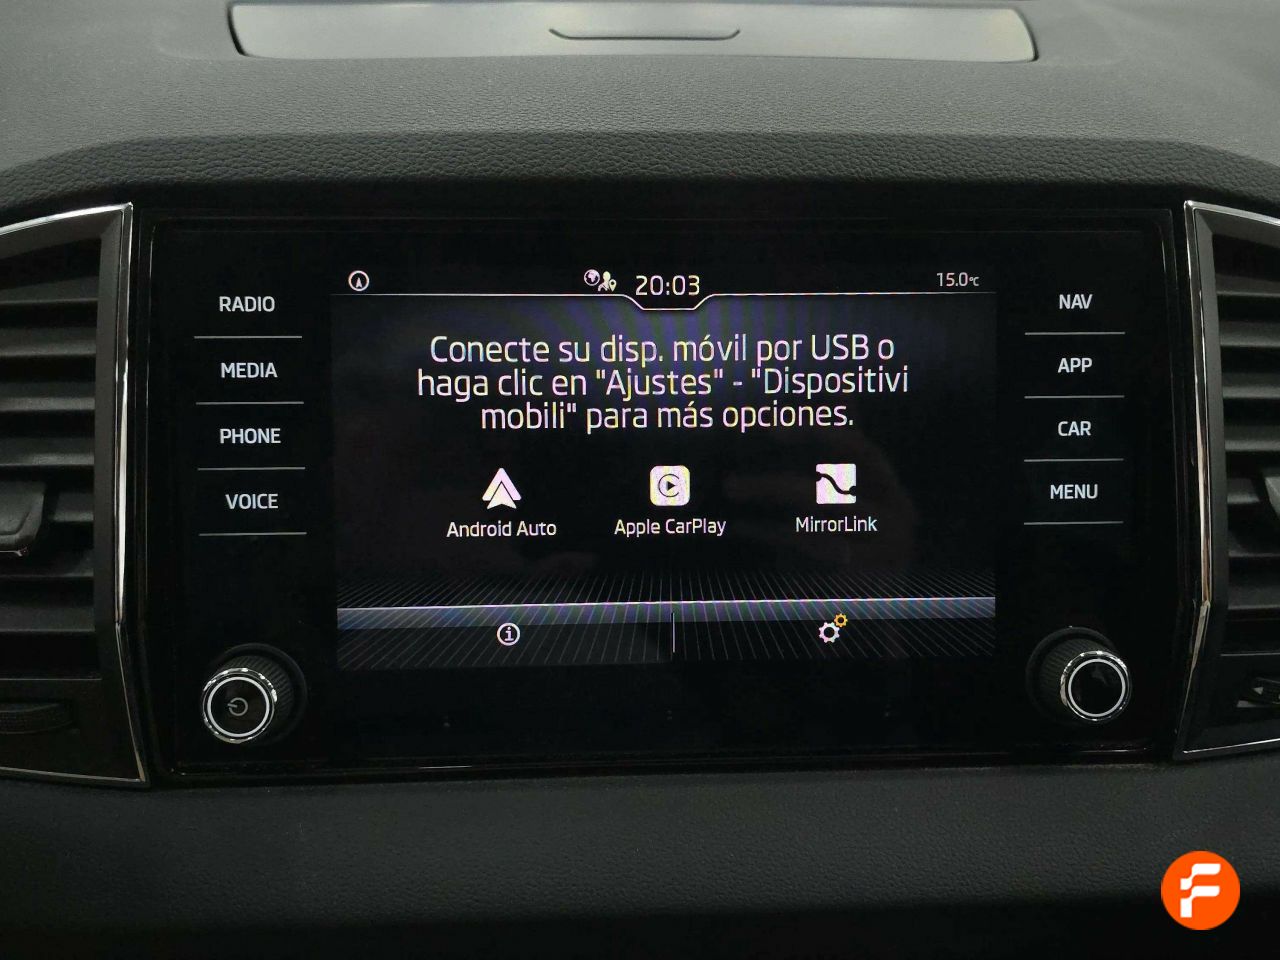 20:03
15.0°C
RADIO
MEDIA
PHONE
VOICE
Conecte su disp. móvil por USB o
haga clic en "Ajustes" - "Dispositivi
mobili" para más opciones.
Android Auto
Apple CarPlay
MirrorLink
NAV
APP
CAR
MENU